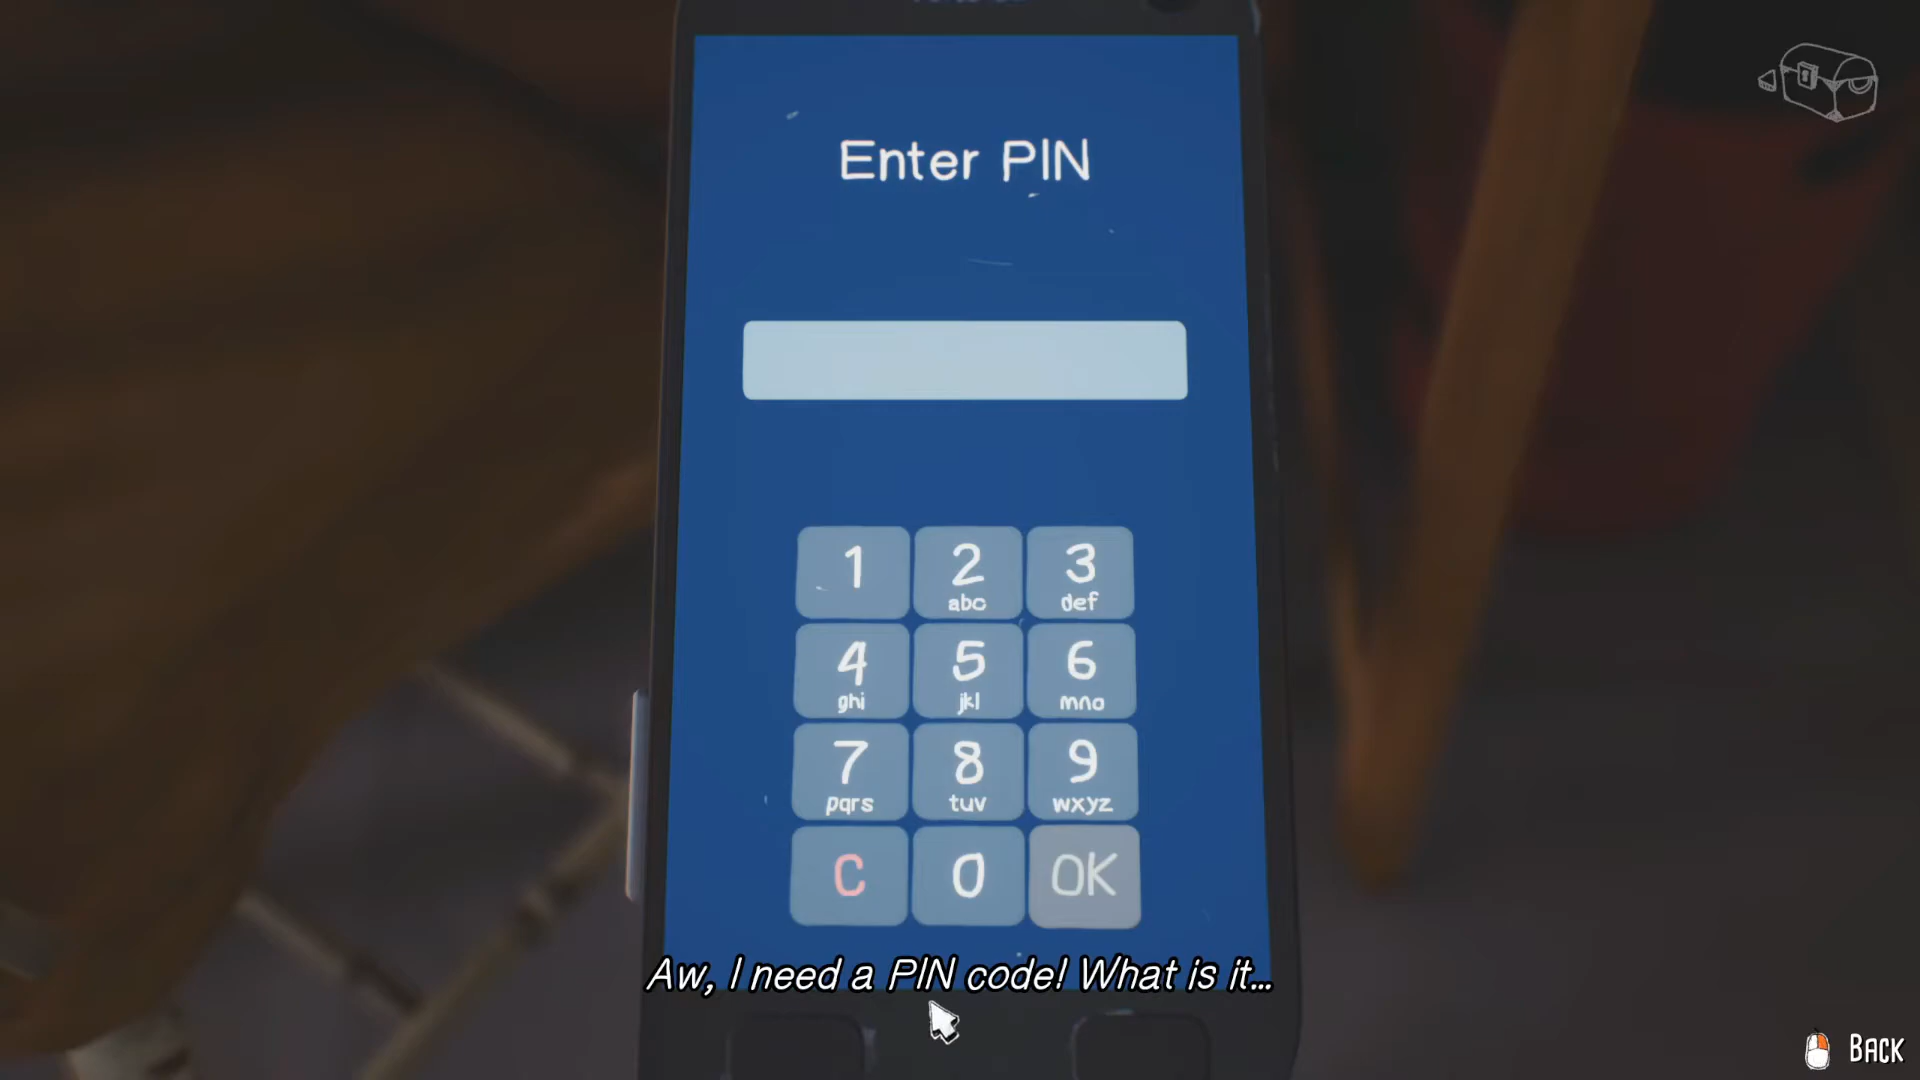 Enter PIN
1
2
3
abc
def
4
5
6
ghi
jkl
mno
7
8
9
pqrs
tuv
wxyz
C
0
OK
Aw, I need a PIN code! What is it...
BACK